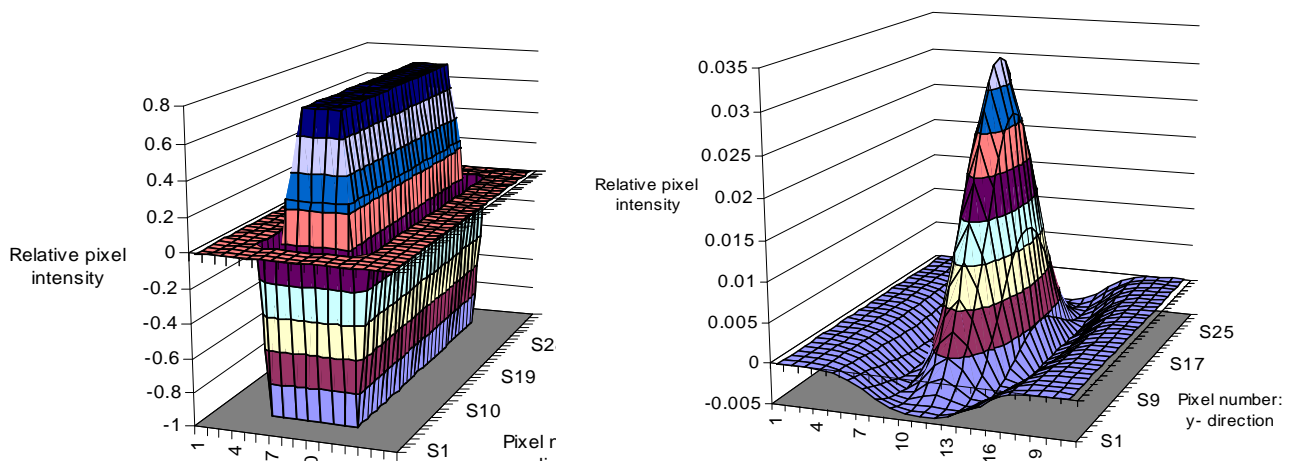 0.8
0.6
0.4
0.2
0
-0.2
-0.4
-0.6
-0.8
-1
Relative pixel
intensity
1
4
7
S1
S10
S19
Pixel
0.035
0.03
0.025
0.02
0.015
0.01
0.005
0
-0.005
Relative pixel
intensity
1
4
7
10
13
16
9
S1
S9
S17
S25
Pixel number:
y- direction